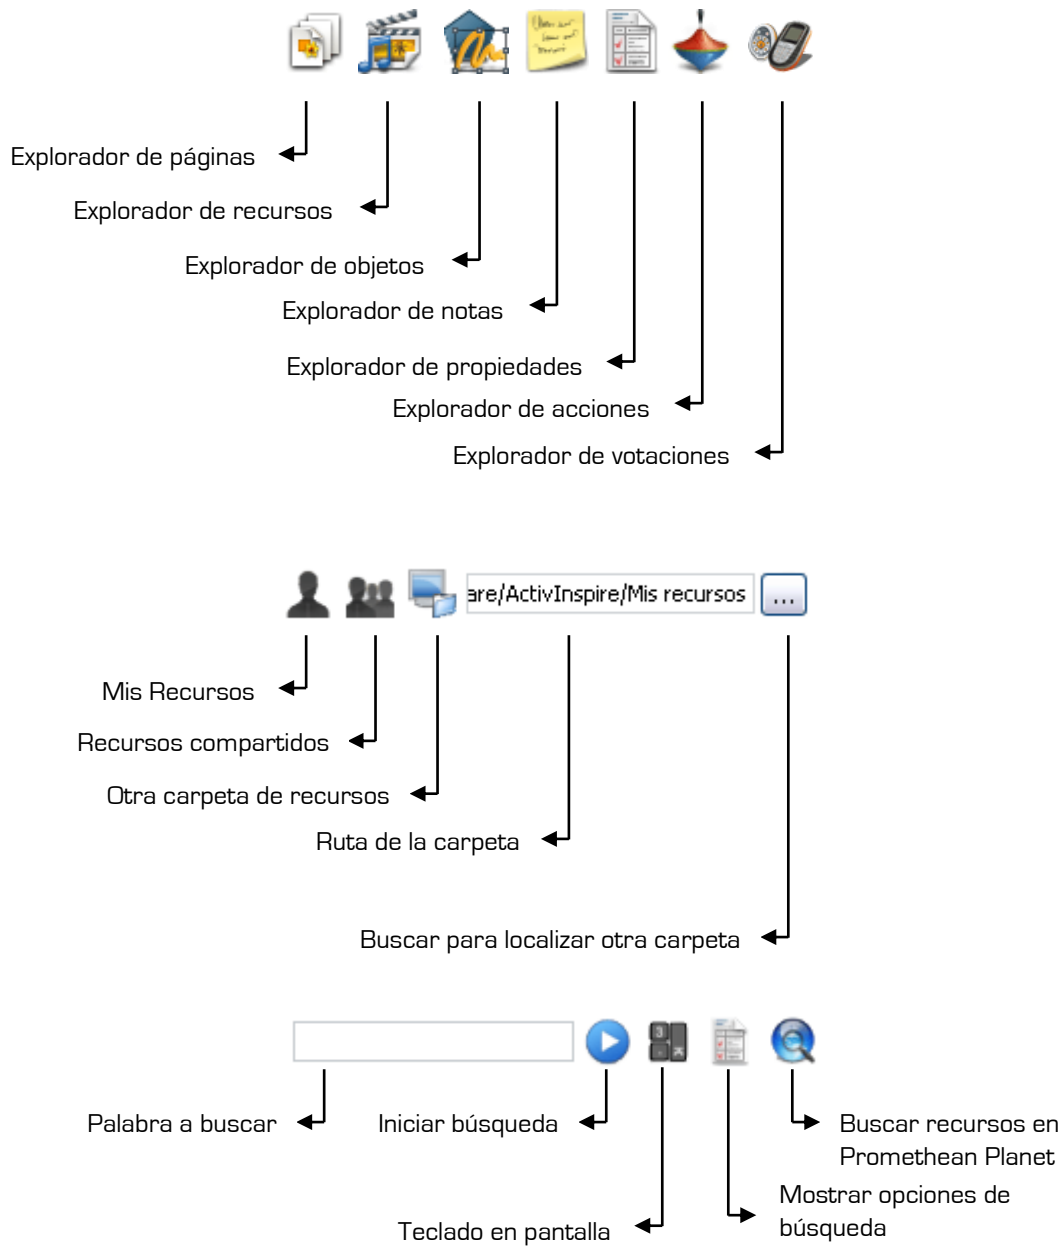 Explorador de páginas
Explorador de recursos
Explorador de objetos
Explorador de notas
Explorador de propiedades
Explorador de acciones
Explorador de votaciones
are/ActivInspire/Mis recursos
...
Mis Recursos
Recursos compartidos
Otra carpeta de recursos
Ruta de la carpeta
Buscar para localizar otra carpeta
3
Palabra a buscar
Iniciar búsqueda
Buscar recursos en
Promethean Planet
Mostrar opciones de
búsqueda
Teclado en pantalla